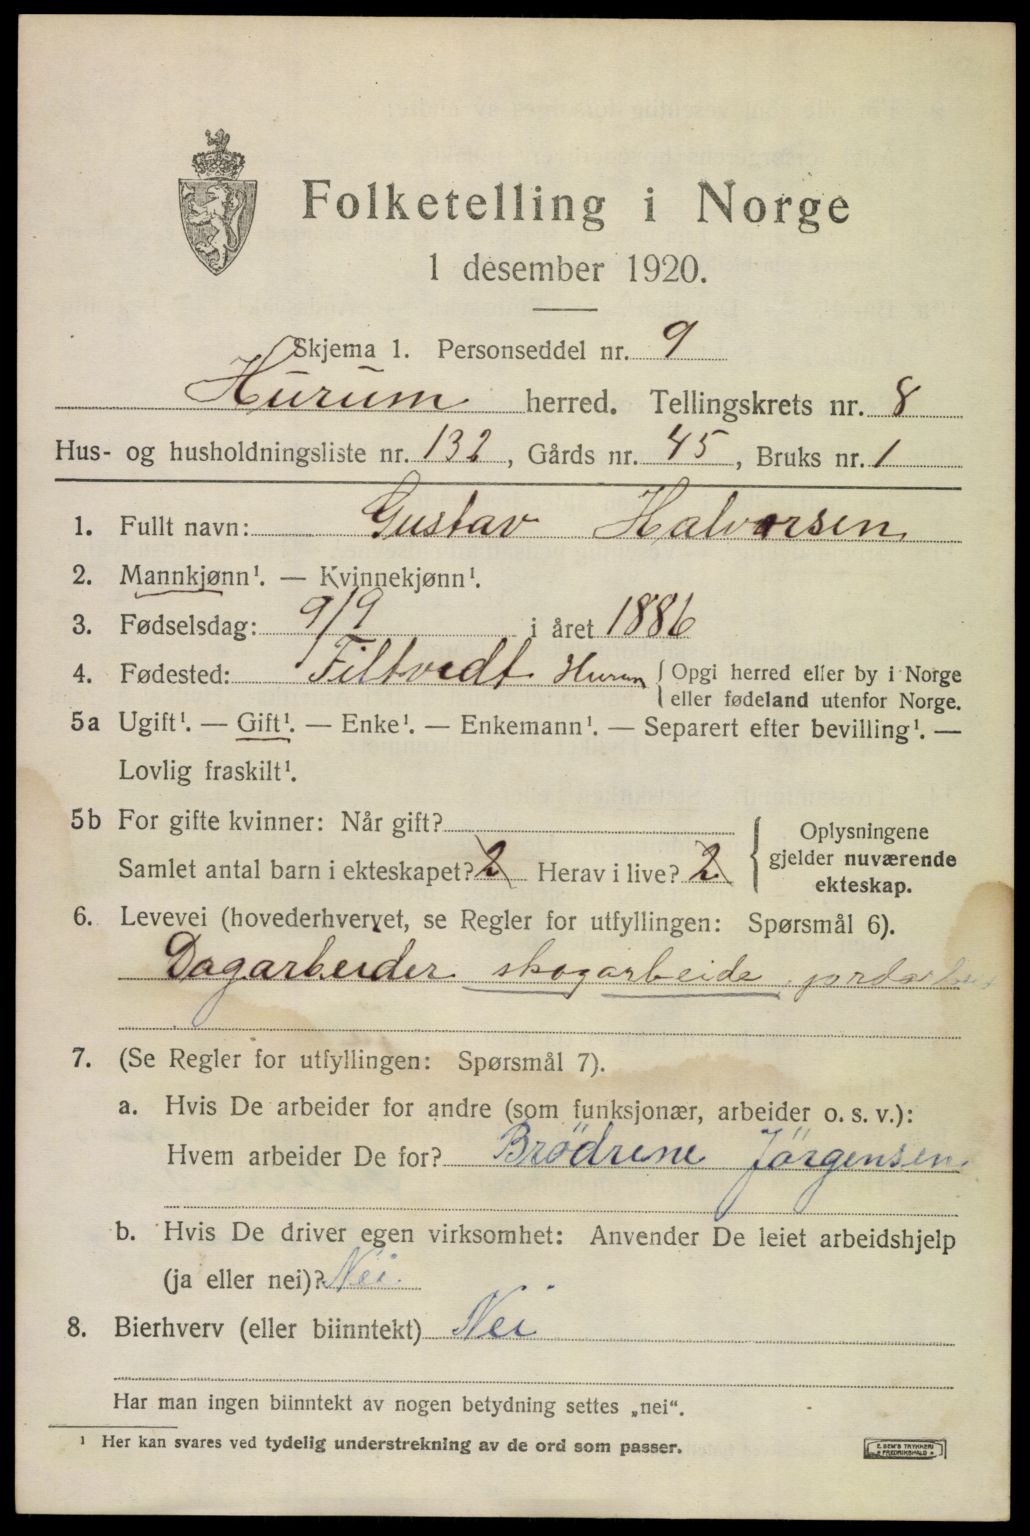 Folketelling i Norge
1 desember 1920.
Skjema 1. Personseddel nr. 9
Hurum herred. Tellingskrets nr. 8
Hus- og husholdningsliste nr. 132, Gårds nr. 45, Bruks nr. 1
1. Fullt navn: Gustav Halvorsen
2. Mannkjønn¹. — Kvinnekjønn¹.
3. Fødselsdag: 9/9 i året 1886
4. Fødested: Filtvedt Hurum { Opgi herred eller by i Norge
eller fødeland utenfor Norge.
5a Ugift¹. — Gift¹. — Enke¹. — Enkemann¹. — Separert efter bevilling¹. —
Lovlig fraskilt¹.
5b For gifte kvinner: Når gift?
Samlet antal barn i ekteskapet? 2 Herav i live? 2
{ Oplysningene
gjelder nuværende
ekteskap.
6. Levevei (hovederhvervet, se Regler for utfyllingen: Spørsmål 6).
Dagarbeider skogarbeide
7. (Se Regler for utfyllingen: Spørsmål 7).
a. Hvis De arbeider for andre (som funksjonær, arbeider o. s. v.):
Hvem arbeider De for? Brödrene Jörgensen
b. Hvis De driver egen virksomhet: Anvender De leiet arbeidshjelp
(ja eller nei)? Nei.
8. Bierhverv (eller biinntekt) Nei
Har man ingen biinntekt av nogen betydning settes „nei“.
¹ Her kan svares ved tydelig understrekning av de ord som passer.
E. SEM'S TRYKKERI
FREDRIKSHALD